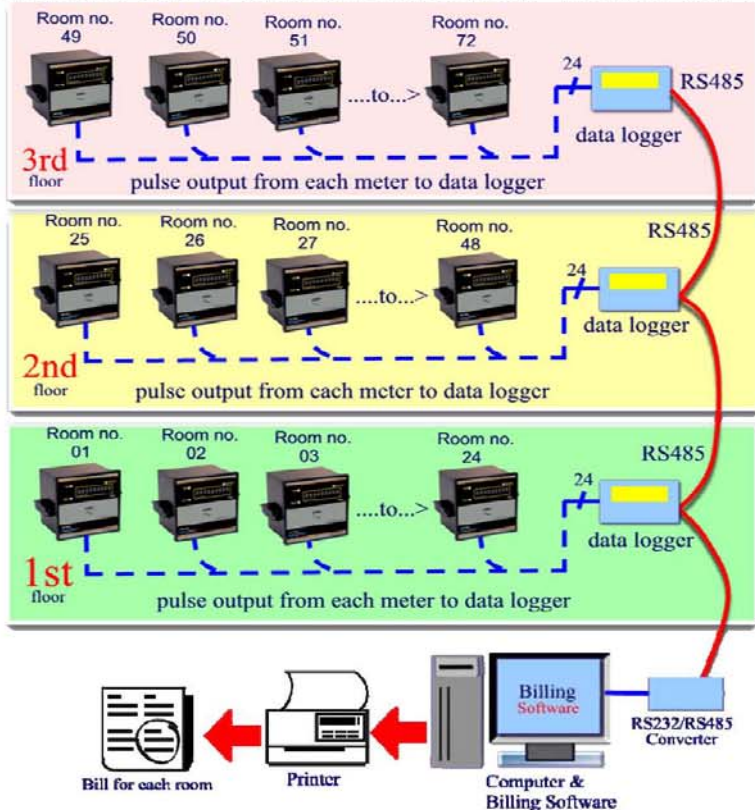 Room no.
49
Room no.
50
Room no.
51
Room no.
72
....to...>
24
RS485
data logger
3rd
floor
pulse output from each meter to data logger
Room no.
25
Room no.
26
Room no.
27
Room no.
48
RS485
....to...>
24
data logger
2nd
floor
pulse output from each meter to data logger
Room no.
01
Room no.
02
Room no.
03
Room no.
24
RS485
....to...>
24
data logger
1st
floor
pulse output from each meter to data logger
Billing
Software
RS232/RS485
Converter
Bill for each room
Printer
Computer &
Billing Software